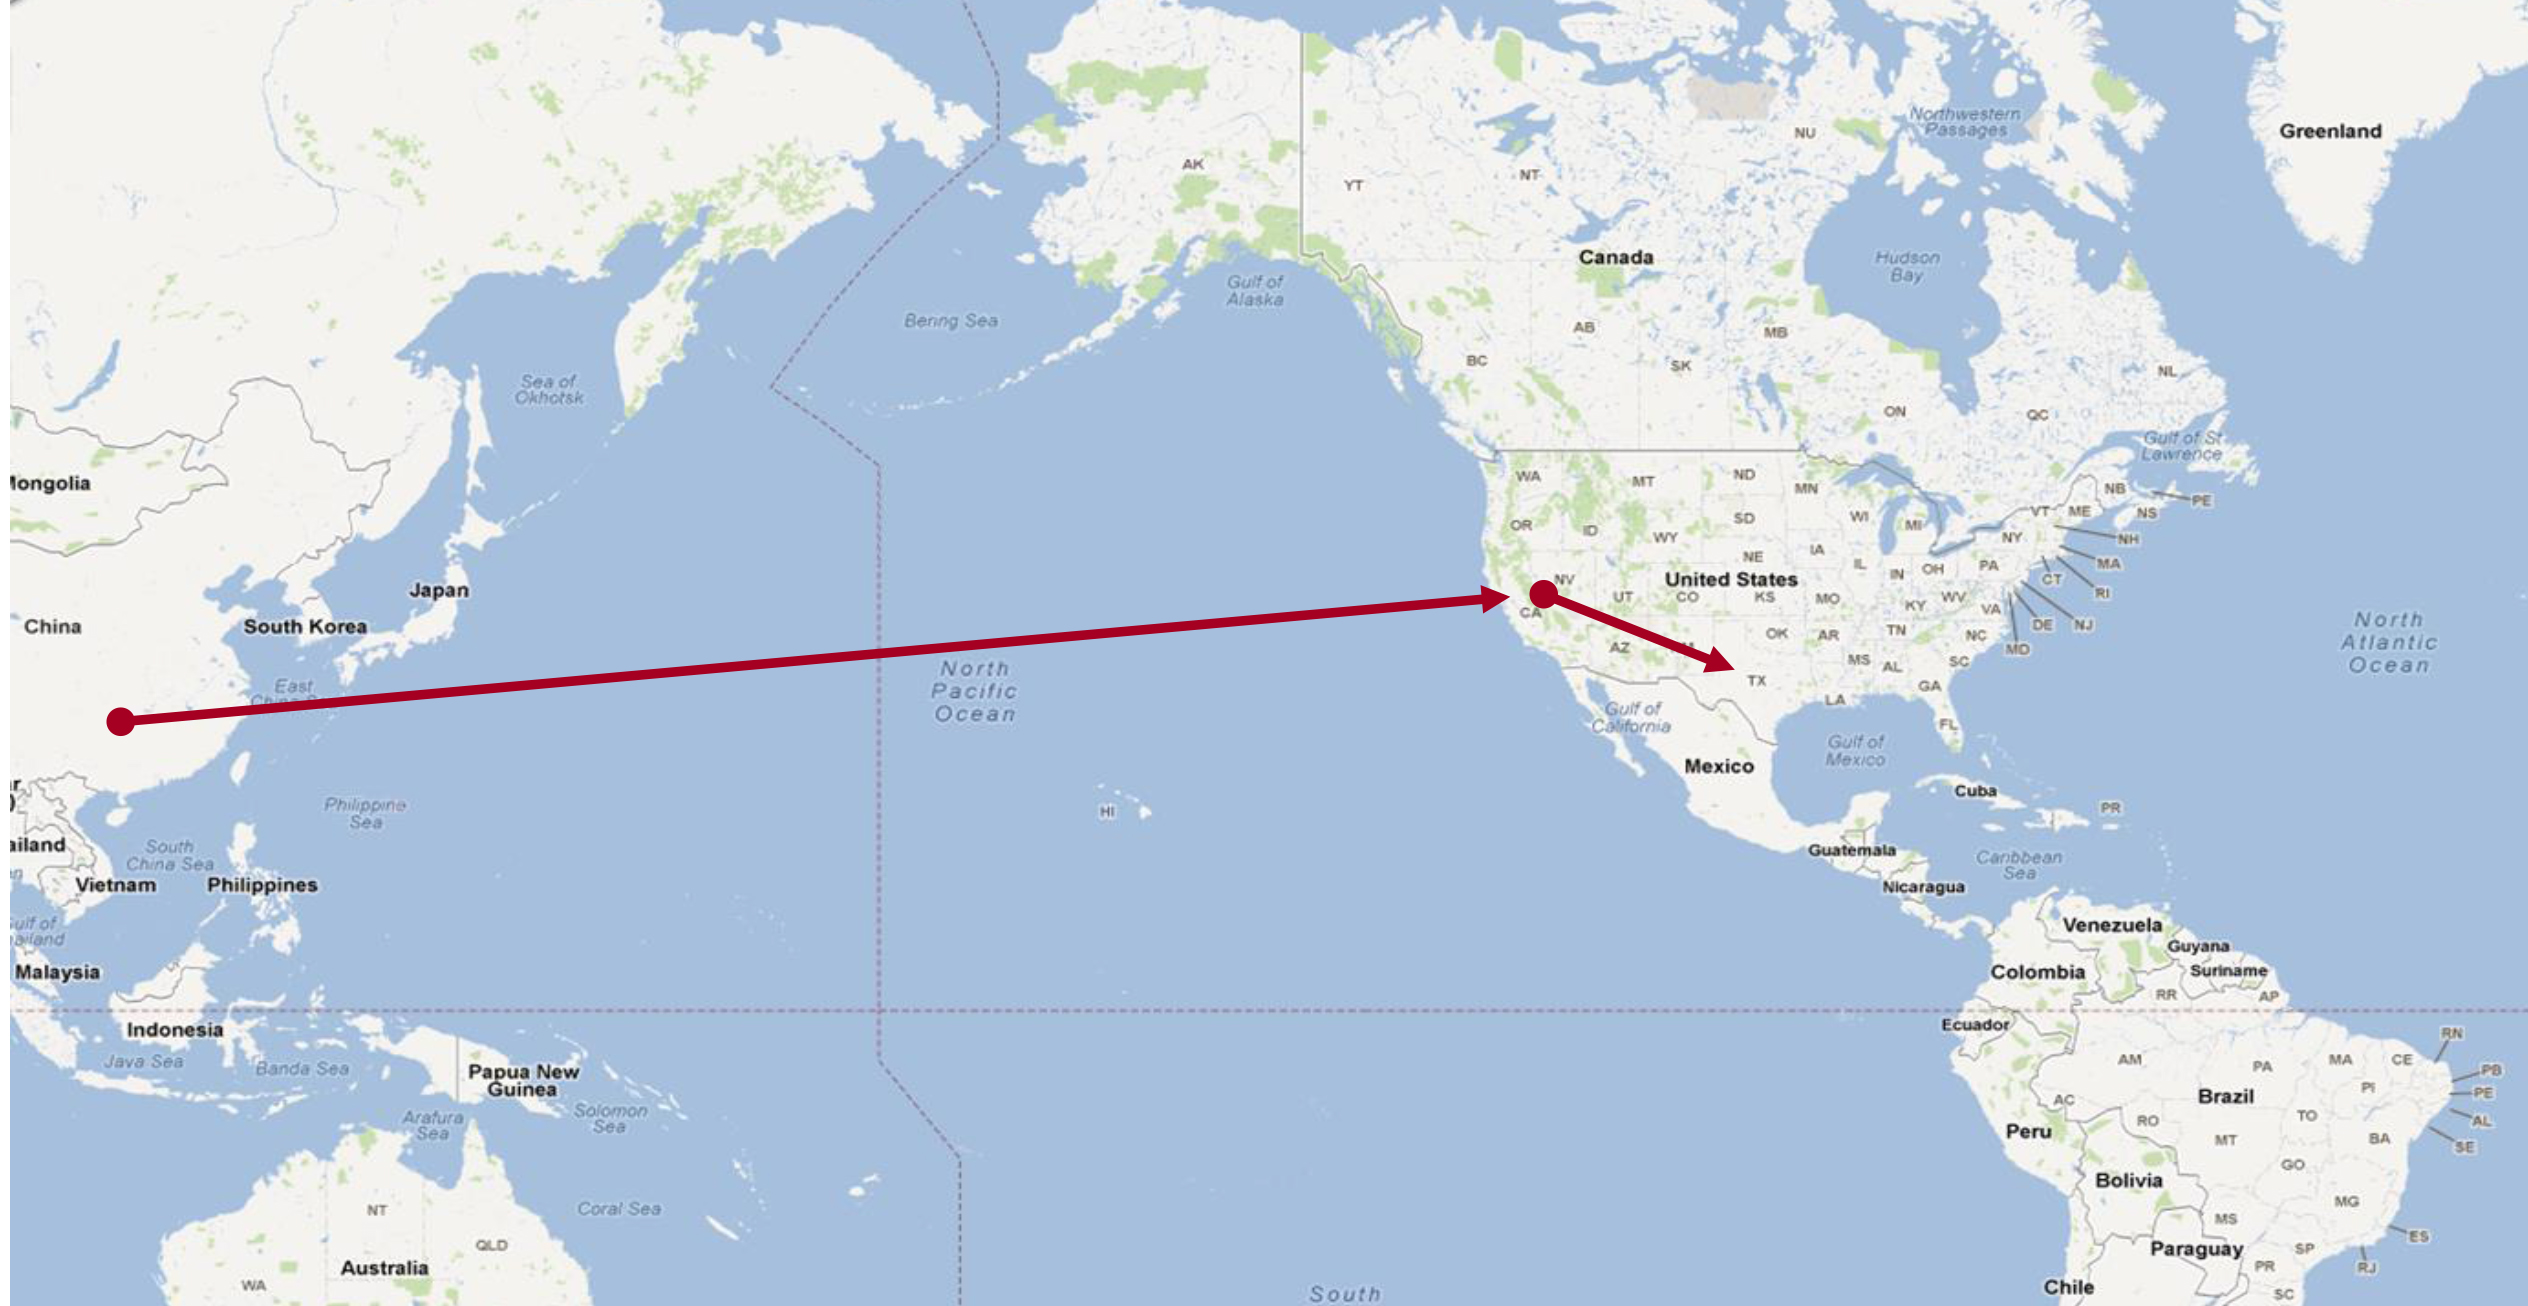 Greenland
Northwestern
Passages
NU
AK
YT
NT
Canada
Hudson
Bay
Gulf of
Alaska
Bering Sea
AB
MB
BC
SK
NL
Sea of
Okhotsk
ON
QC
Gulf of St
Lawrence
WA
MT
ND
MN
NB
PE
ongolia
OR
ID
SD
WI
MI
VT
ME
NS
WY
NY
NH
NE
IA
IL
IN
OH
PA
MA
NV
United States
CT
RI
Japan
UT
CO
KS
MO
KY
WV
VA
CA
DE
NJ
China
South Korea
OK
AR
TN
NC
MD
North
Atlantic
Ocean
AZ
MS
AL
SC
North
Pacific
Ocean
TX
GA
LA
East
China Sea
Gulf of
California
FL
Gulf of
Mexico
Mexico
Cuba
PR
HI
Philippine
Sea
r
)
ailand
South
China Sea
Guatemala
Caribbean
Sea
Vietnam
Philippines
Nicaragua
Gulf of
ailand
Venezuela
Guyana
Malaysia
Colombia
Suriname
RR
AP
Indonesia
Ecuador
RN
Java Sea
Banda Sea
Papua New
Guinea
AM
PA
MA
CE
PB
PI
PE
Brazil
AC
Arafura
Sea
Solomon
Sea
RO
TO
AL
Peru
MT
BA
SE
GO
Bolivia
NT
Coral Sea
MG
MS
QLD
Paraguay
SP
ES
Australia
PR
RJ
WA
Chile
South
SC